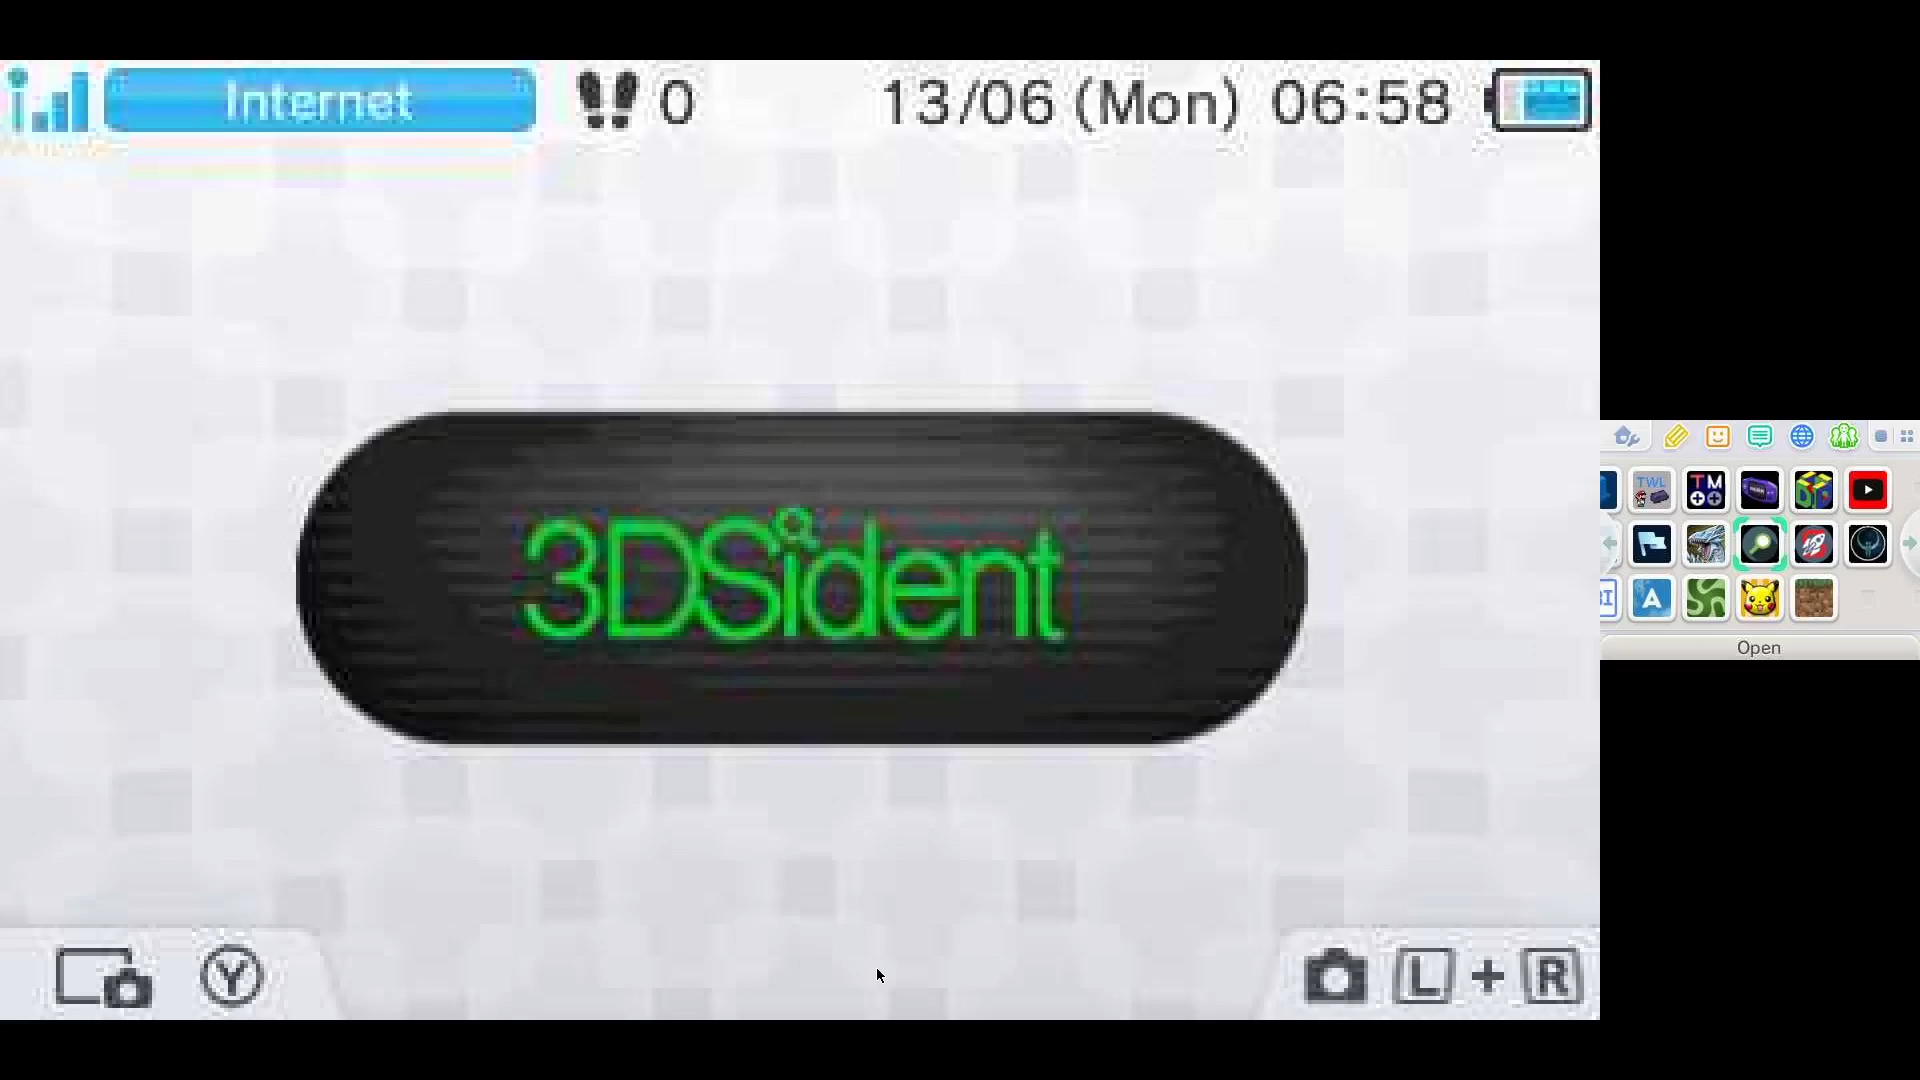 Internet 0 13/06 (Mon) 06:58
3DSident
Y L + R
TWL
TM
A
Open